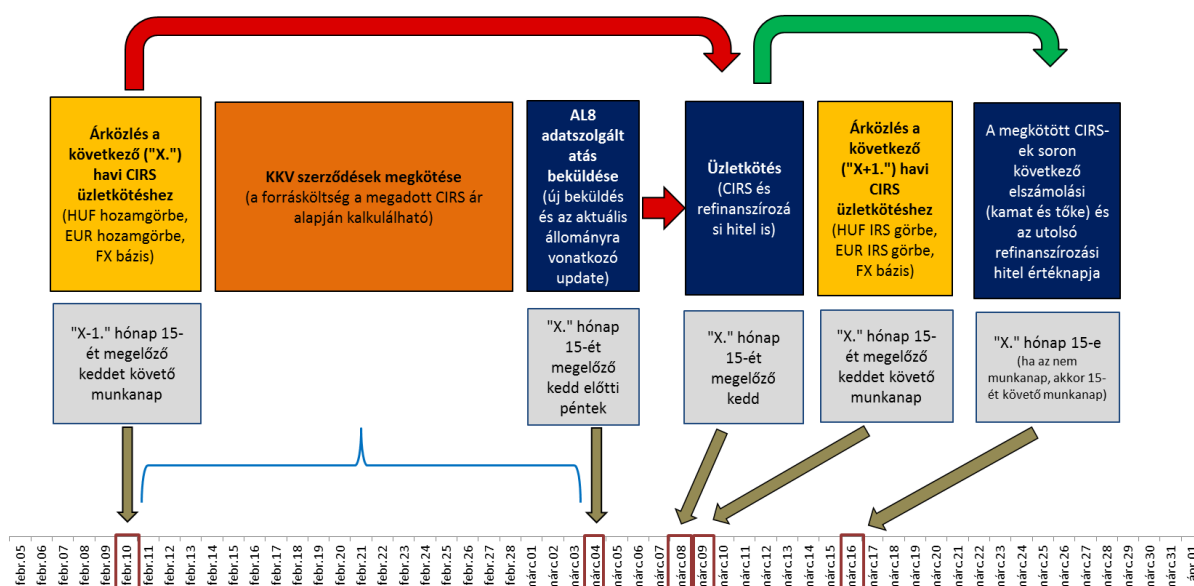 Árközlés a
következő ("X.")
havi CIRS
üzletkötéshez
(HUF hozamgörbe,
EUR hozamgörbe,
FX bázis)
KKV szerződések megkötése
(a forrásköltség a megadott CIRS ár
alapján kalkulálható)
AL8
adatszolgált
atás
beküldése
(új beküldés
és az aktuális
állományra
vonatkozó
update)
Üzletkötés
(CIRS és
refinanszírozá
si hitel is)
Árközlés a
következő
("X+1.") havi
CIRS
üzletkötéshez
(HUF IRS görbe,
EUR IRS görbe,
FX bázis)
A megkötött CIRS-
ek soron
következő
elszámolási
(kamat és tőke) és
az utolsó
refinanszírozási
hitel értéknapja
"X-1." hónap 15-
ét megelőző
keddet követő
munkanap
"X." hónap
15-ét
megelőző
kedd előtti
péntek
"X." hónap
15-ét
megelőző
kedd
"X." hónap 15-
ét megelőző
keddet követő
munkanap
"X." hónap 15-e
(ha az nem
munkanap, akkor 15-
ét követő munkanap)
febr.05
febr.06
febr.07
febr.08
febr.09
febr.10
febr.11
febr.12
febr.13
febr.14
febr.15
febr.16
febr.17
febr.18
febr.19
febr.20
febr.21
febr.22
febr.23
febr.24
febr.25
febr.26
febr.27
febr.28
márc.01
márc.02
márc.03
márc.04
márc.05
márc.06
márc.07
márc.08
márc.09
márc.10
márc.11
márc.12
márc.13
márc.14
márc.15
márc.16
márc.17
márc.18
márc.19
márc.20
márc.21
márc.22
márc.23
márc.24
márc.25
márc.26
márc.27
márc.28
márc.29
márc.30
márc.31